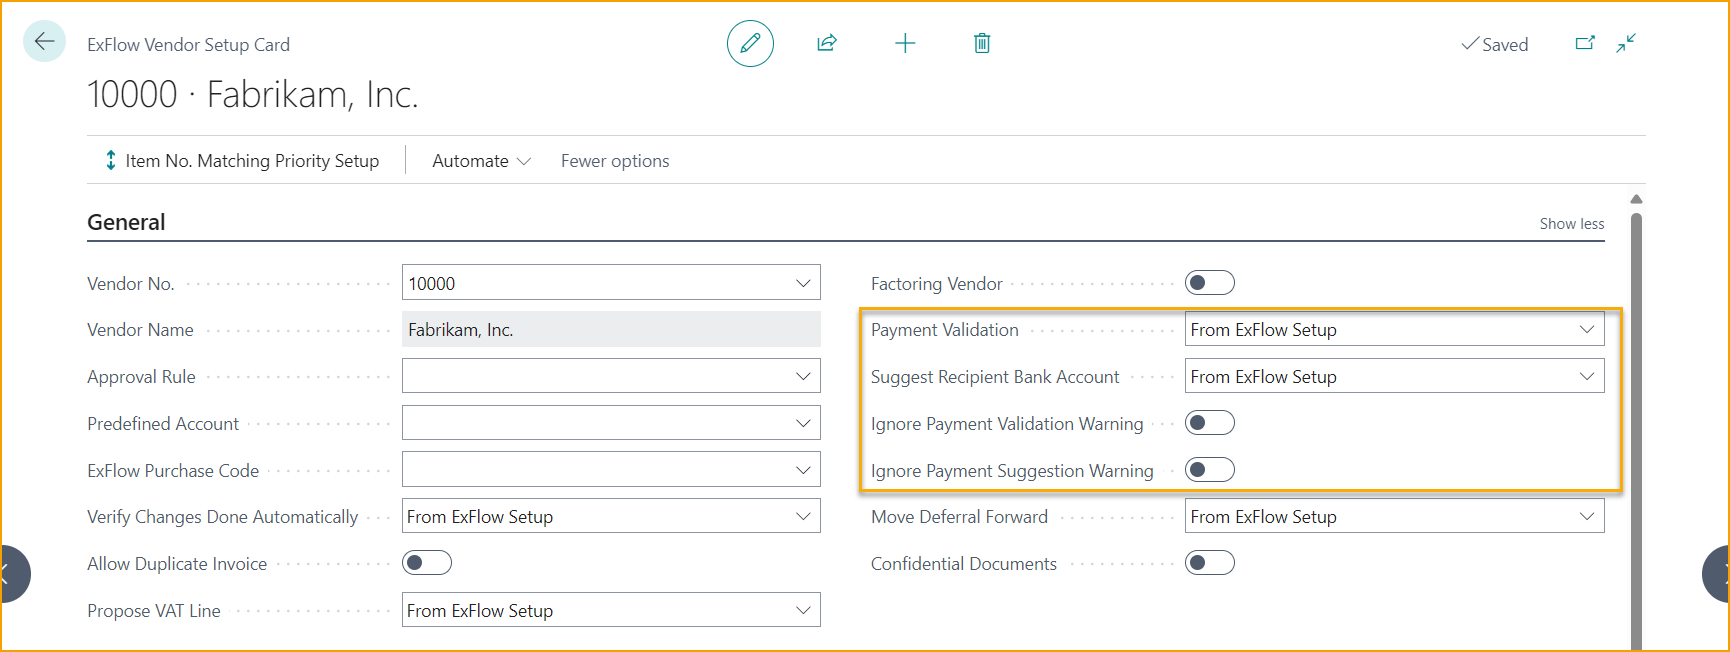 ExFlow Vendor Setup Card
Saved
10000 · Fabrikam, Inc.
Item No. Matching Priority Setup
Automate
Fewer options
General
Show less
Vendor No.
10000
Vendor Name
Fabrikam, Inc.
Approval Rule
Predefined Account
ExFlow Purchase Code
Verify Changes Done Automatically
From ExFlow Setup
Allow Duplicate Invoice
Propose VAT Line
From ExFlow Setup
Factoring Vendor
Payment Validation
From ExFlow Setup
Suggest Recipient Bank Account
From ExFlow Setup
Ignore Payment Validation Warning
Ignore Payment Suggestion Warning
Move Deferral Forward
From ExFlow Setup
Confidential Documents